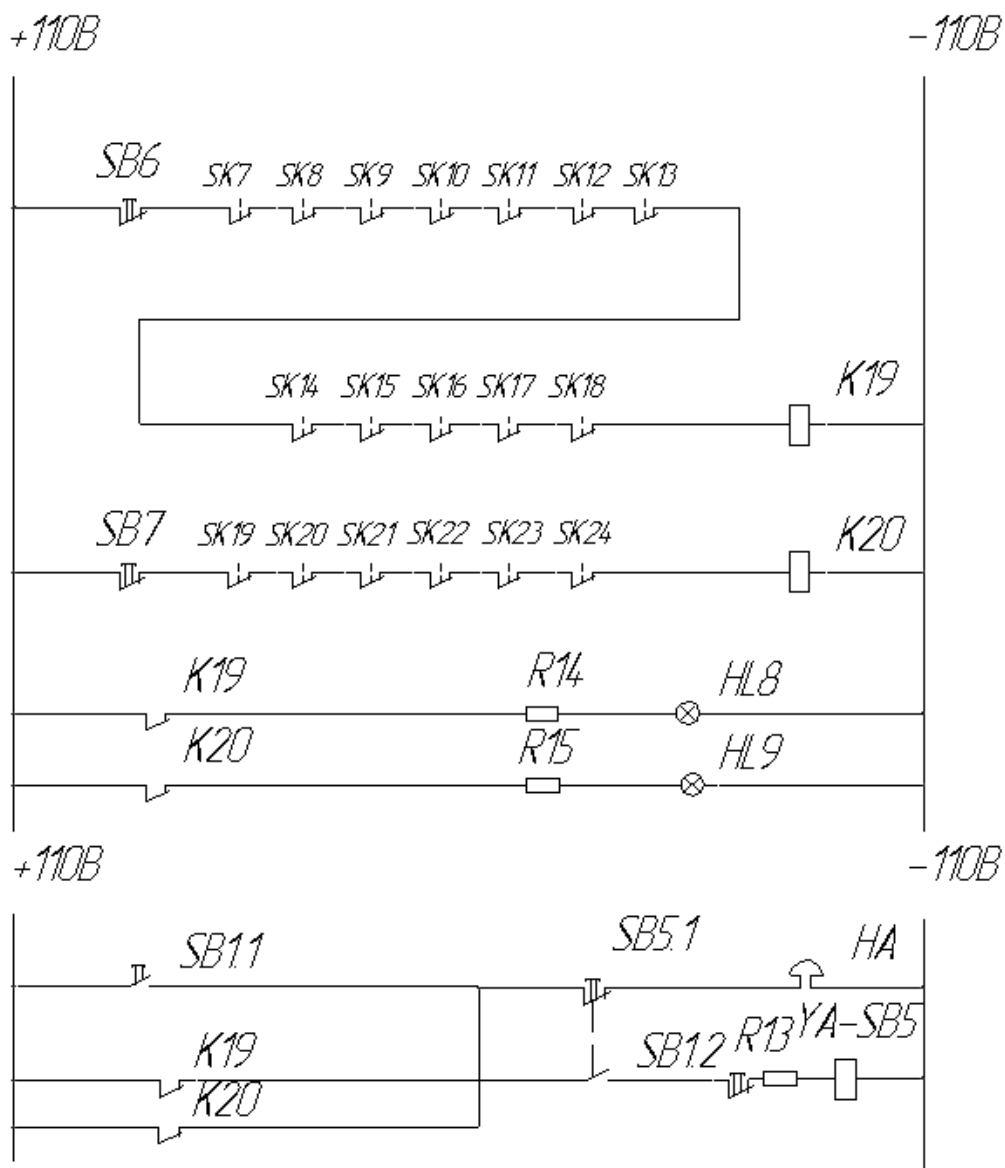 +110В -110В
SB6 SK7 SK8 SK9 SK10 SK11 SK12 SK13
SK14 SK15 SK16 SK17 SK18 K19
SB7 SK19 SK20 SK21 SK22 SK23 SK24 K20
K19 R14 HL8
K20 R15 HL9
+110В -110В
SB1.1 SB5.1 HA
K19 SB1.2 R13 YA-SB5
K20